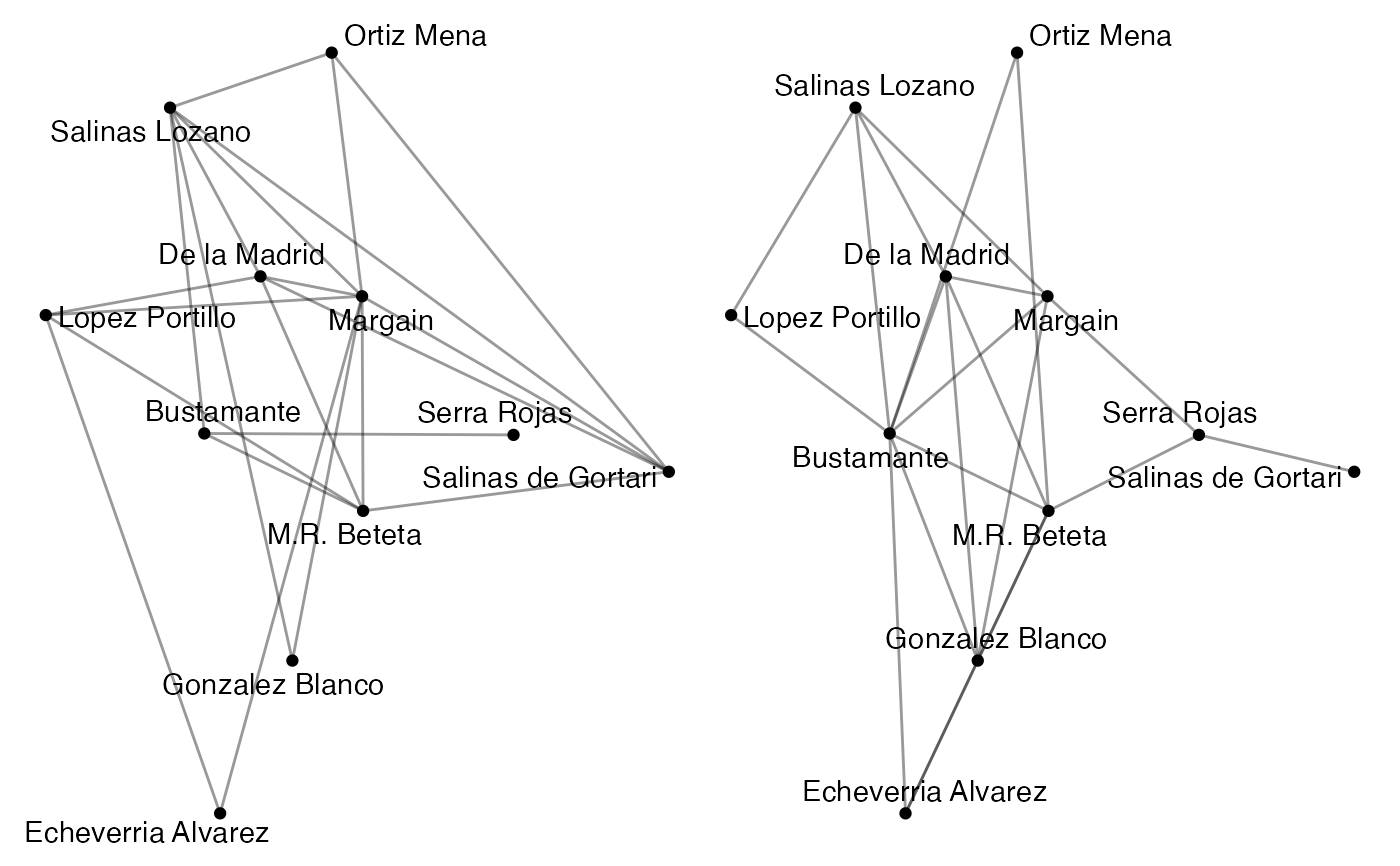 Ortiz Mena
Salinas Lozano
De la Madrid
Lopez Portillo
Margain
Bustamante
Serra Rojas
Salinas de Gortari
M.R. Beteta
Gonzalez Blanco
Echeverria Alvarez
Ortiz Mena
Salinas Lozano
De la Madrid
Lopez Portillo
Margain
Serra Rojas
Bustamante
Salinas de Gortari
M.R. Beteta
Gonzalez Blanco
Echeverria Alvarez